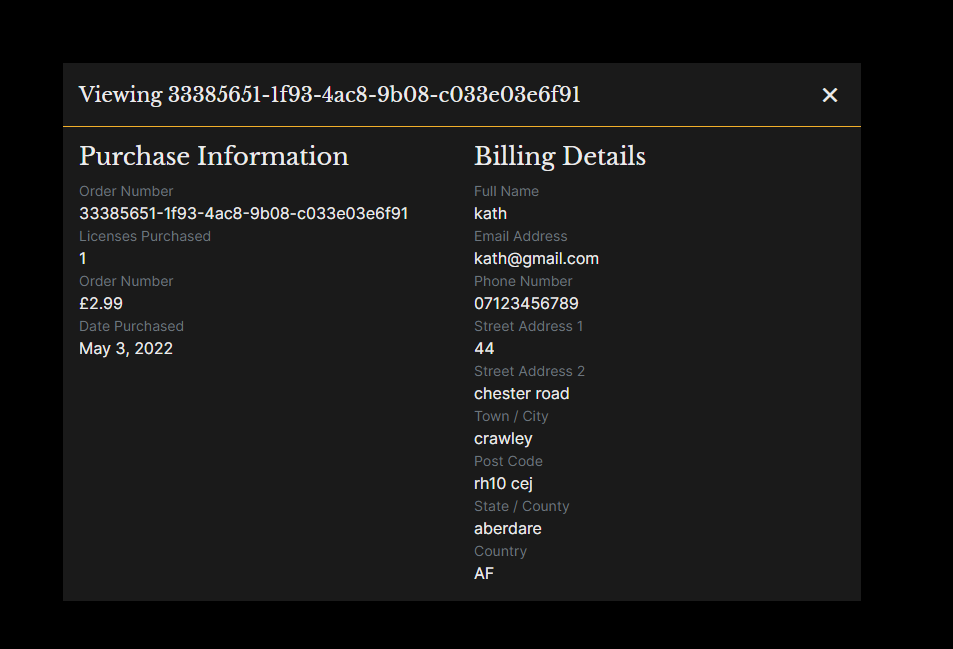 Viewing 33385651-1f93-4ac8-9b08-c033e03e6f91
Purchase Information
Order Number
33385651-1f93-4ac8-9b08-c033e03e6f91
Licenses Purchased
1
Order Number
£2.99
Date Purchased
May 3, 2022
Billing Details
Full Name
kath
Email Address
kath@gmail.com
Phone Number
07123456789
Street Address 1
44
Street Address 2
chester road
Town / City
crawley
Post Code
rh10 cej
State / County
aberdare
Country
AF